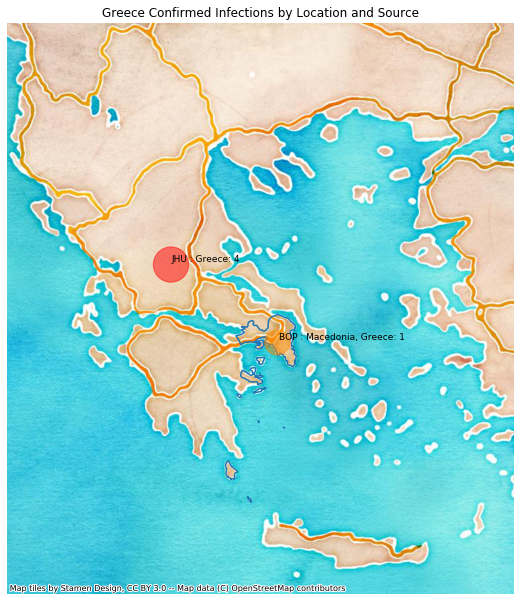 Greece Confirmed Infections by Location and Source
JHU : Greece: 4
BOP : Macedonia, Greece: 1
Map tiles by Stamen Design, CC BY 3.0 -- Map data (C) OpenStreetMap contributors